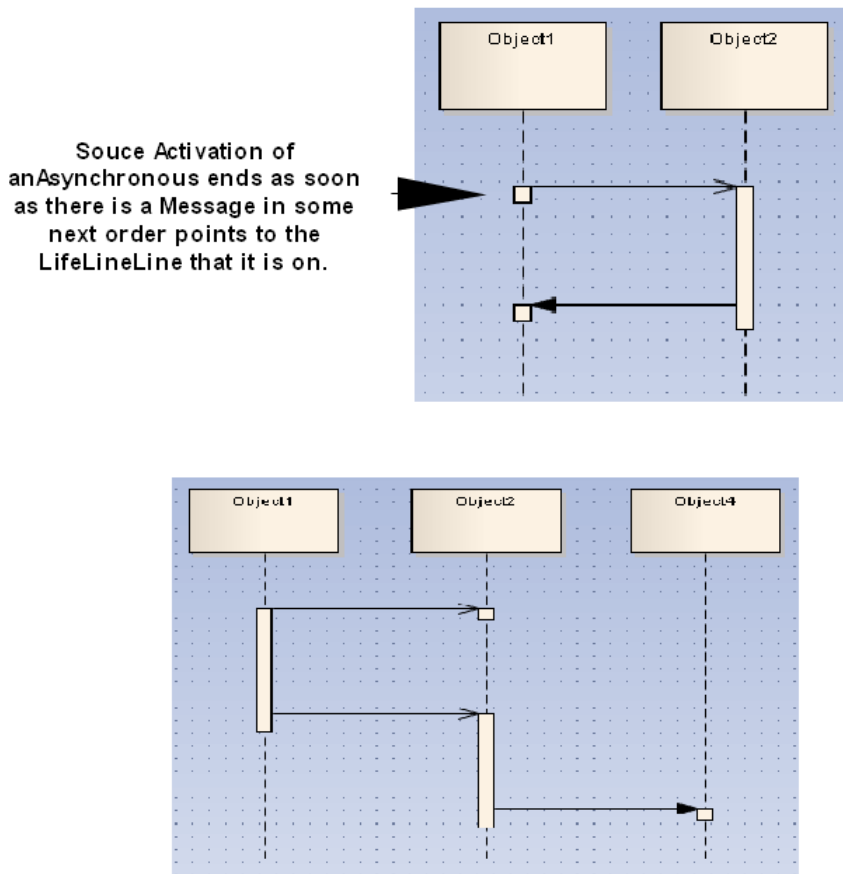 Object1 Object2
Souce Activation of
anAsynchronous ends as soon
as there is a Message in some
next order points to the
LifeLineLine that it is on.
Object1 Object2 Object4